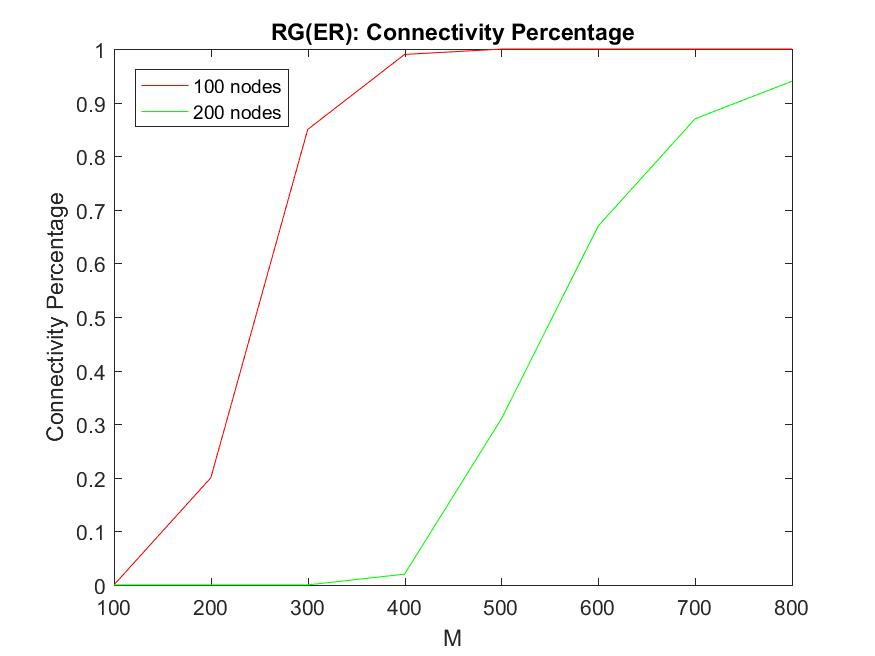 RG(ER): Connectivity Percentage
1
0.9
0.8
0.7
0.6
0.5
0.4
0.3
0.2
0.1
0
Connectivity Percentage
100 nodes
200 nodes
100 200 300 400 500 600 700 800
M